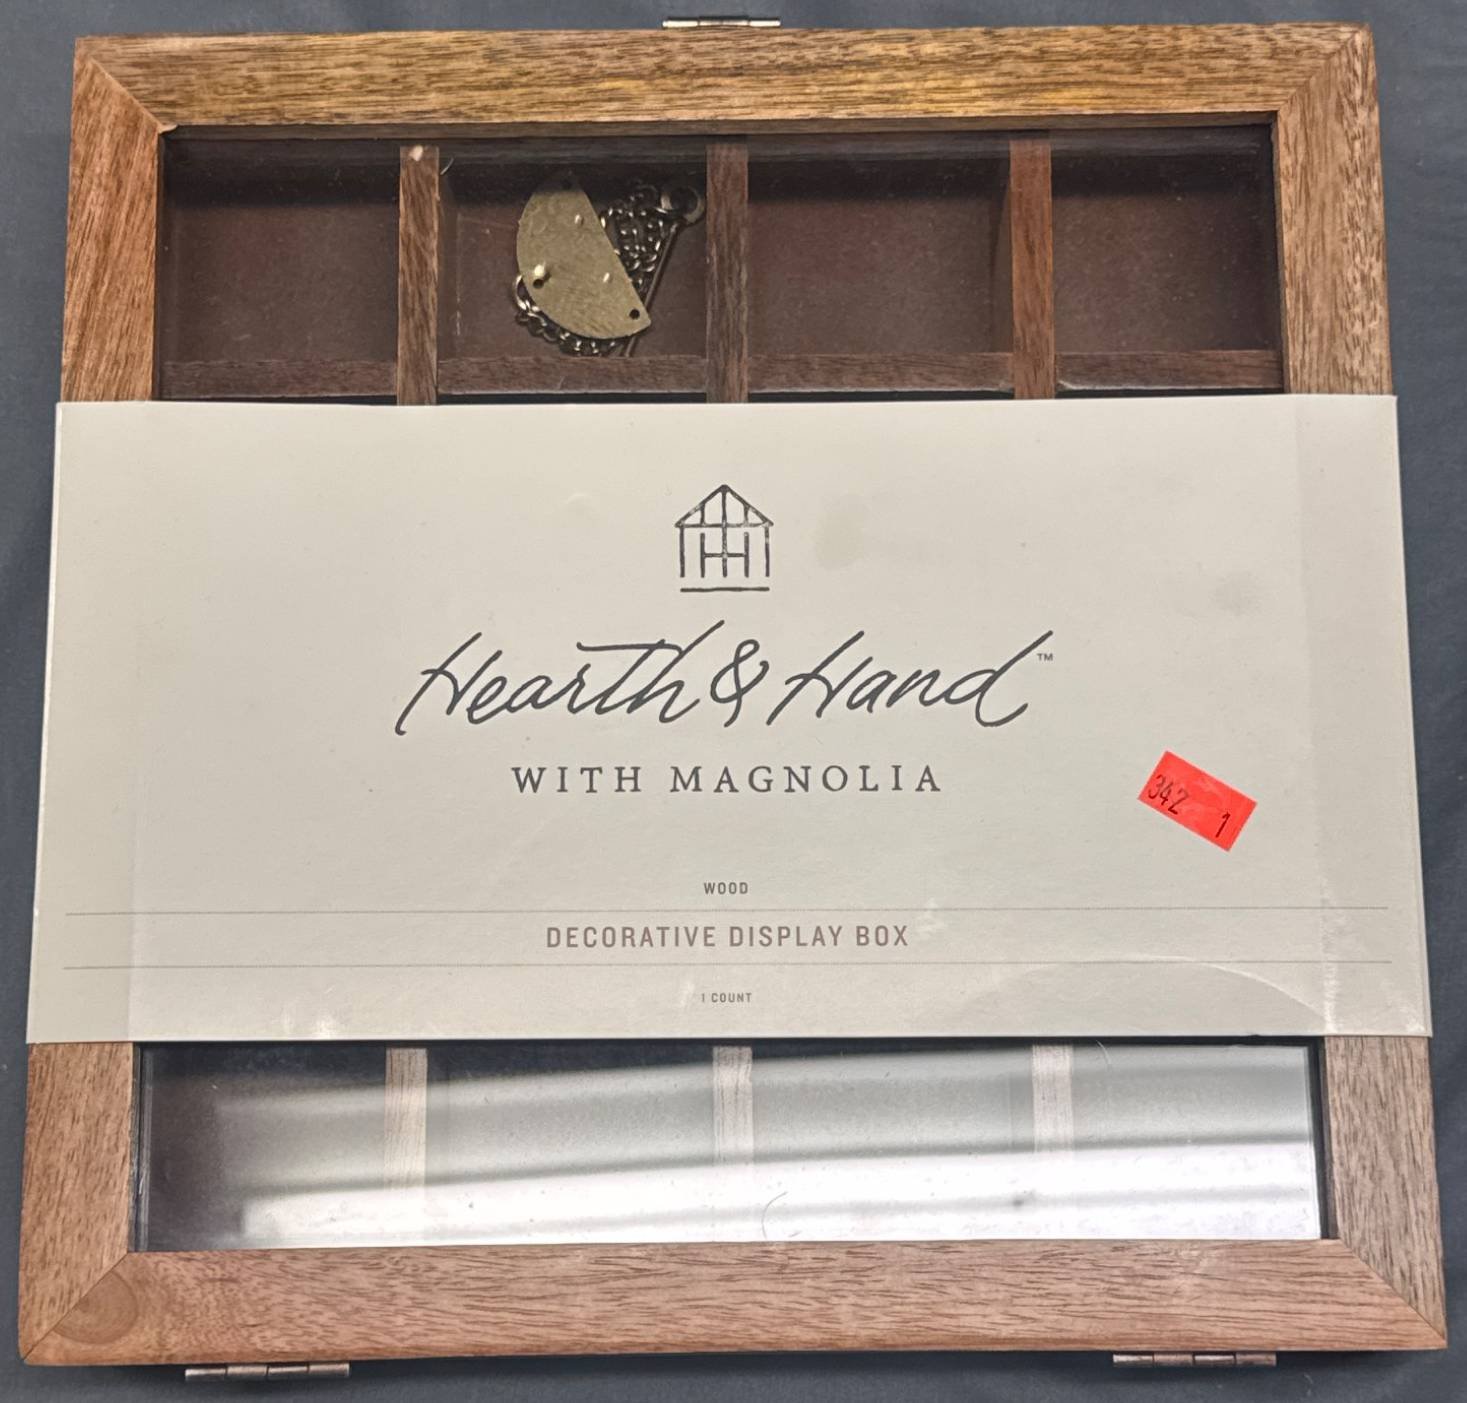 Hearth & Hand™
WITH MAGNOLIA
342 1
WOOD
DECORATIVE DISPLAY BOX
1 COUNT